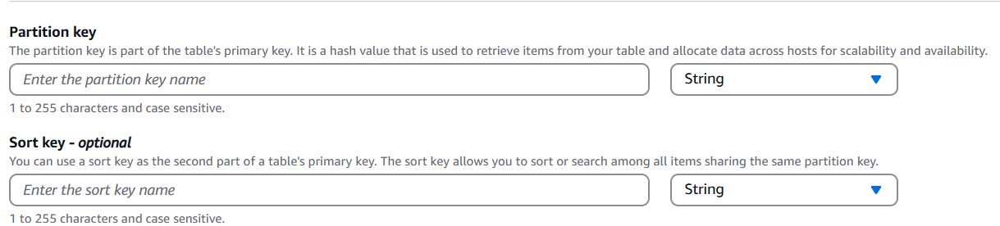 Partition key
The partition key is part of the table's primary key. It is a hash value that is used to retrieve items from your table and allocate data across hosts for scalability and availability.
Enter the partition key name
String
1 to 255 characters and case sensitive.
Sort key - optional
You can use a sort key as the second part of a table's primary key. The sort key allows you to sort or search among all items sharing the same partition key.
Enter the sort key name
String
1 to 255 characters and case sensitive.